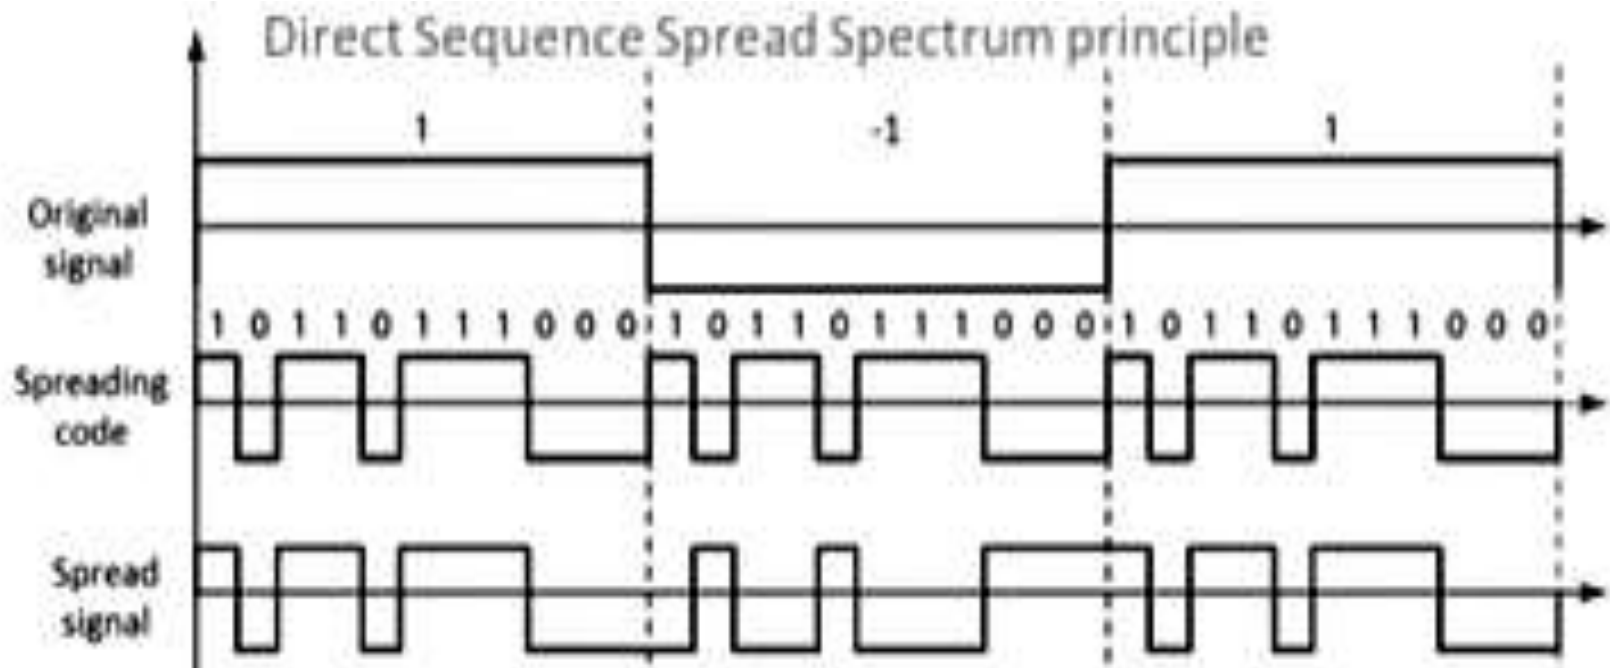 Direct Sequence Spread Spectrum principle
1 -1 1
Original
signal
1 0 1 1 0 1 1 1 0 0 0 1 0 1 1 0 1 1 1 0 0 0 1 0 1 1 0 1 1 1 0 0 0
Spreading
code
Spread
signal